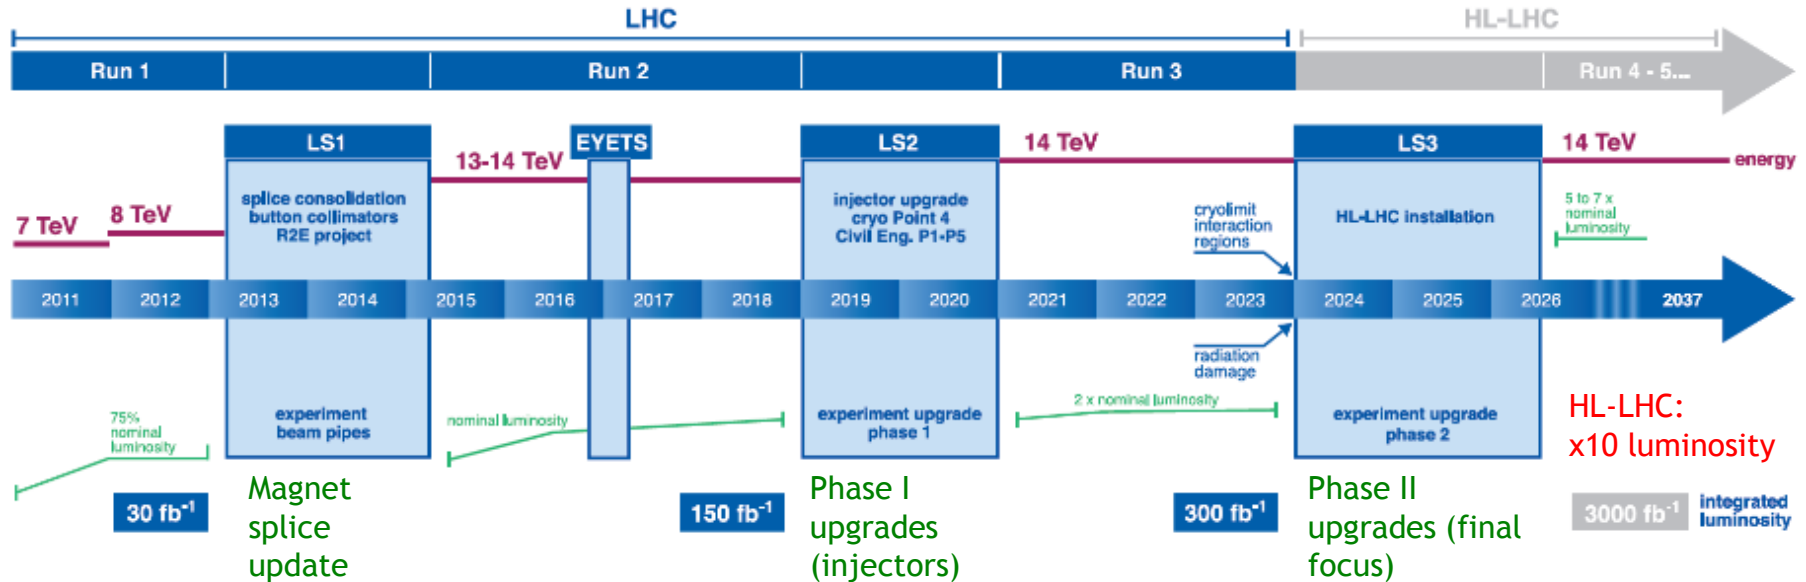 LHC
HL-LHC
Run 1
Run 2
Run 3
Run 4 - 5...
LS1
EYETS
LS2
LS3
7 TeV
8 TeV
13-14 TeV
14 TeV
14 TeV
energy
splice consolidation
button collimators
R2E project
injector upgrade
cryo Point 4
Civil Eng. P1-P5
cryolimit
interaction
regions
HL-LHC installation
5 to 7 x
nominal
luminosity
2011
2012
2013
2014
2015
2016
2017
2018
2019
2020
2021
2022
2023
2024
2025
2026
2037
radiation
damage
75%
nominal
luminosity
experiment
beam pipes
nominal luminosity
experiment upgrade
phase 1
2 x nominal luminosity
experiment upgrade
phase 2
HL-LHC:
x10 luminosity
30 fb⁻¹
Magnet
splice
update
150 fb⁻¹
Phase I
upgrades
(injectors)
300 fb⁻¹
Phase II
upgrades (final
focus)
3000 fb⁻¹
integrated
luminosity